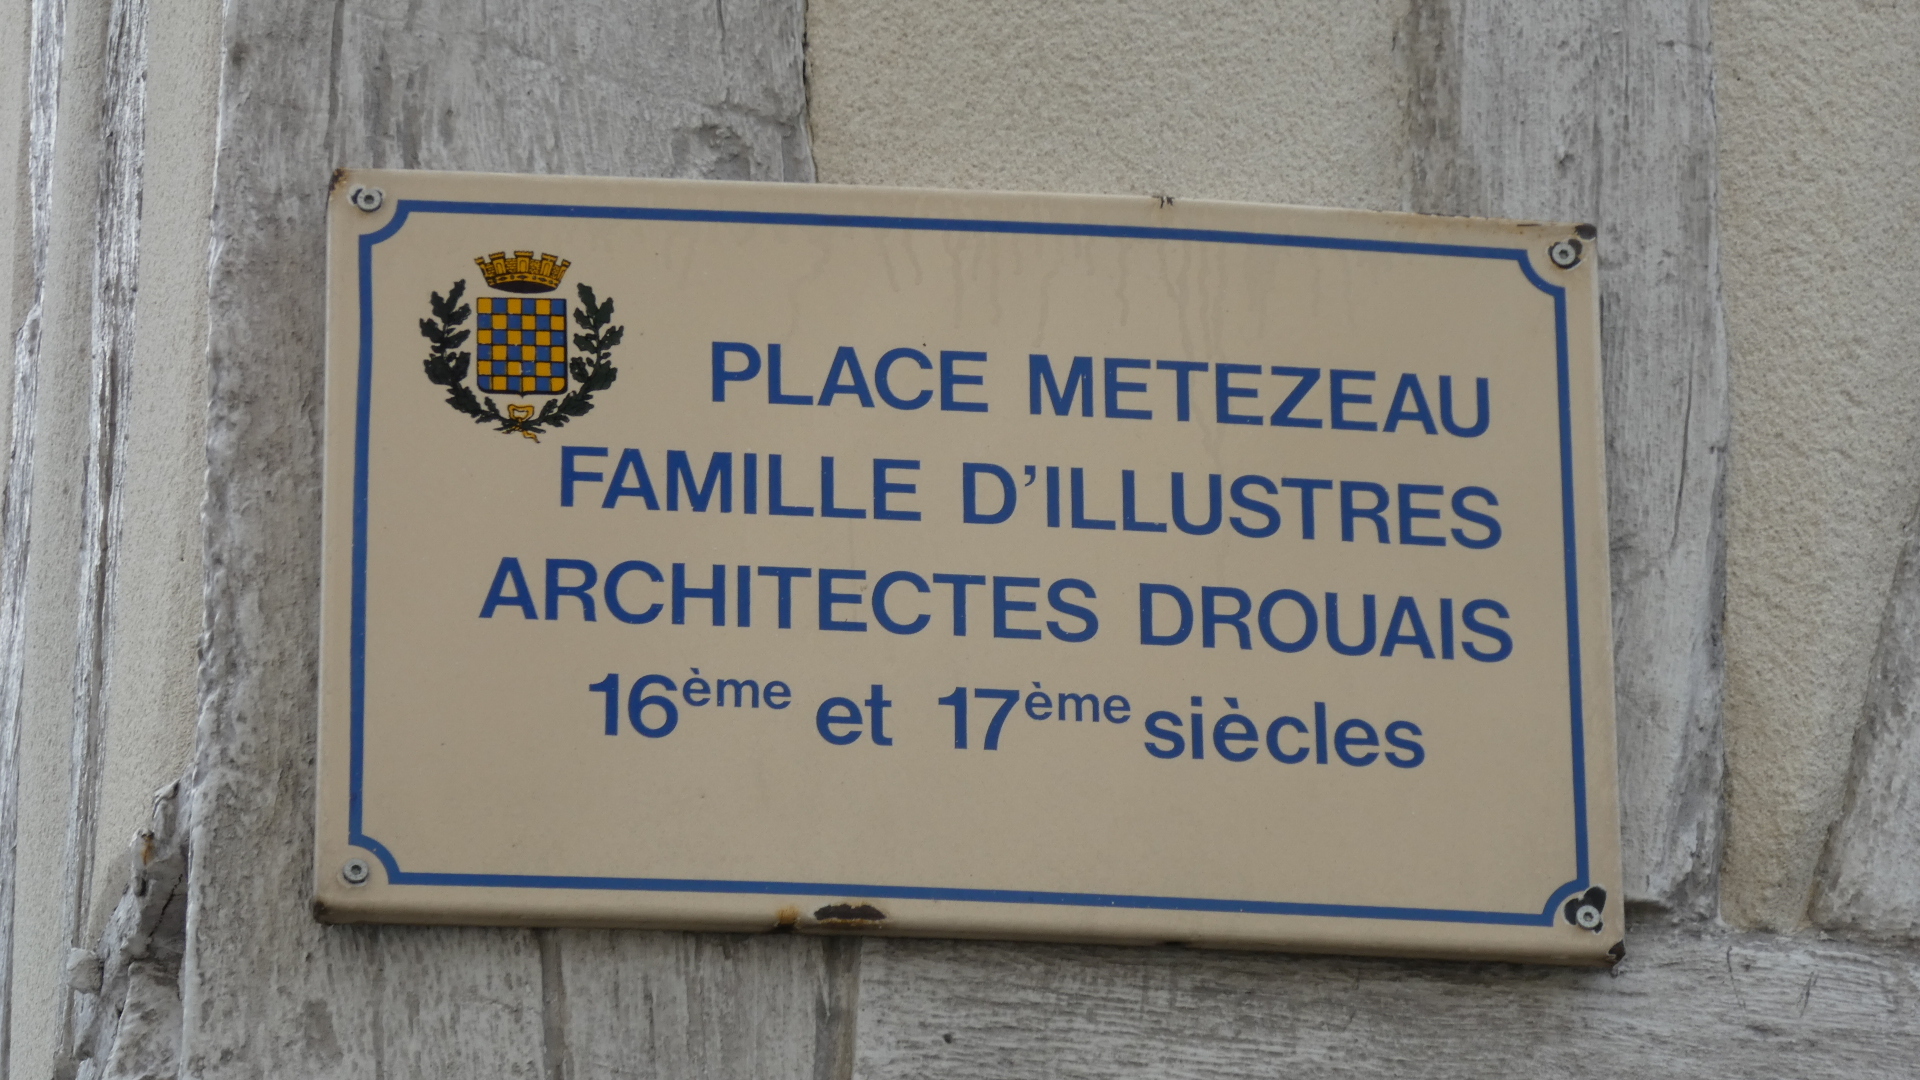 PLACE METEZEAU
FAMILLE D'ILLUSTRES
ARCHITECTES DROUAIS
16ème et 17ème siècles